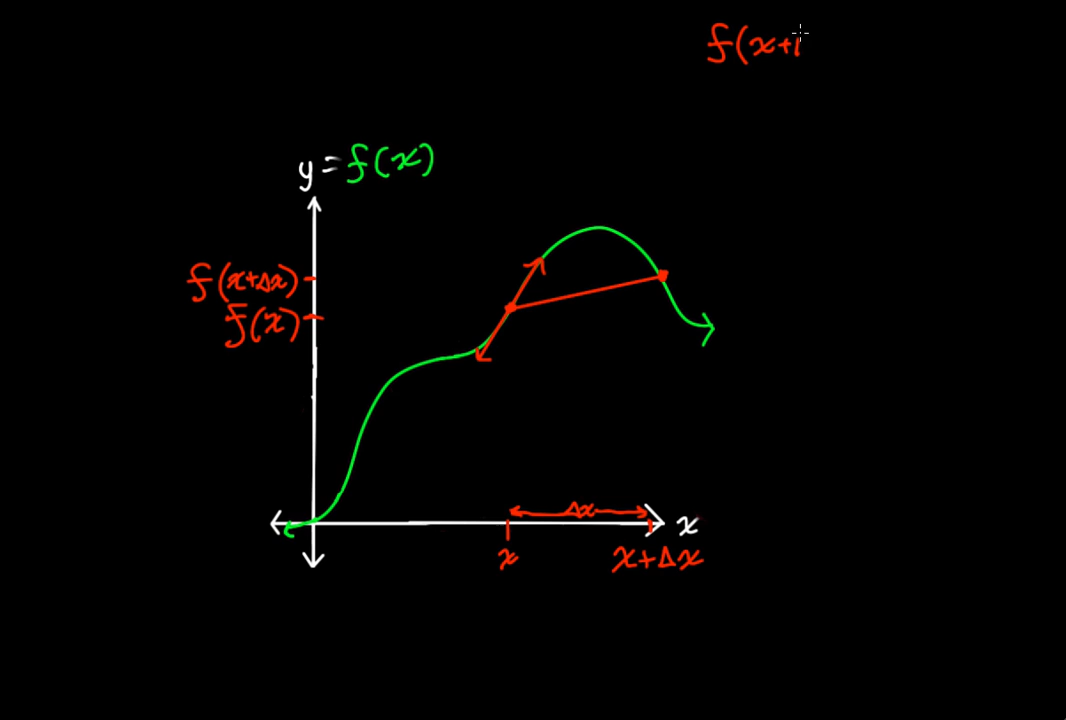 f(x+
y=f(x)
f(x+Δx)
f(x)
Δx
x
x
x+Δx